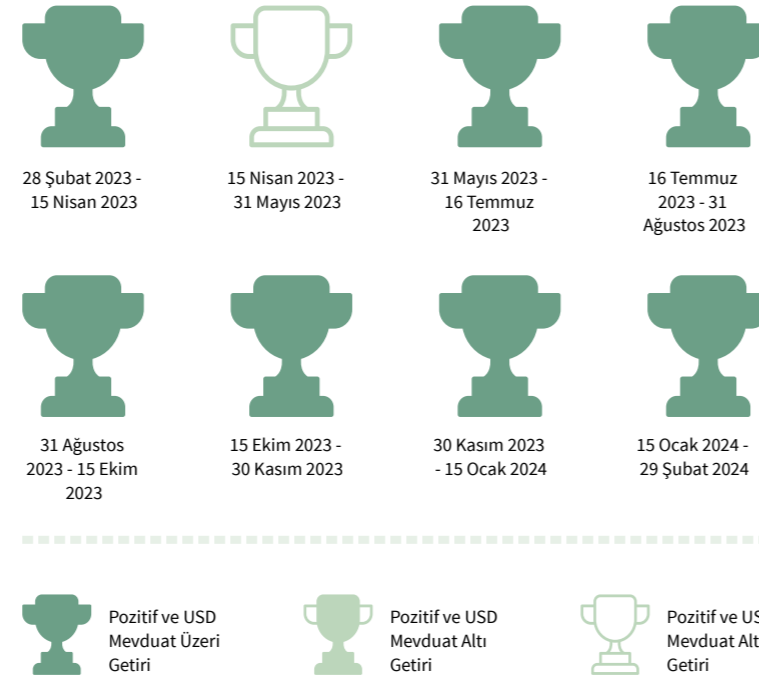 28 Şubat 2023 -
15 Nisan 2023
15 Nisan 2023 -
31 Mayıs 2023
31 Mayıs 2023 -
16 Temmuz
2023
16 Temmuz
2023 - 31
Ağustos 2023
31 Ağustos
2023 - 15 Ekim
2023
15 Ekim 2023 -
30 Kasım 2023
30 Kasım 2023
- 15 Ocak 2024
15 Ocak 2024 -
29 Şubat 2024
Pozitif ve USD
Mevduat Üzeri
Getiri
Pozitif ve USD
Mevduat Altı
Getiri
Pozitif ve
Mevduat
Getiri